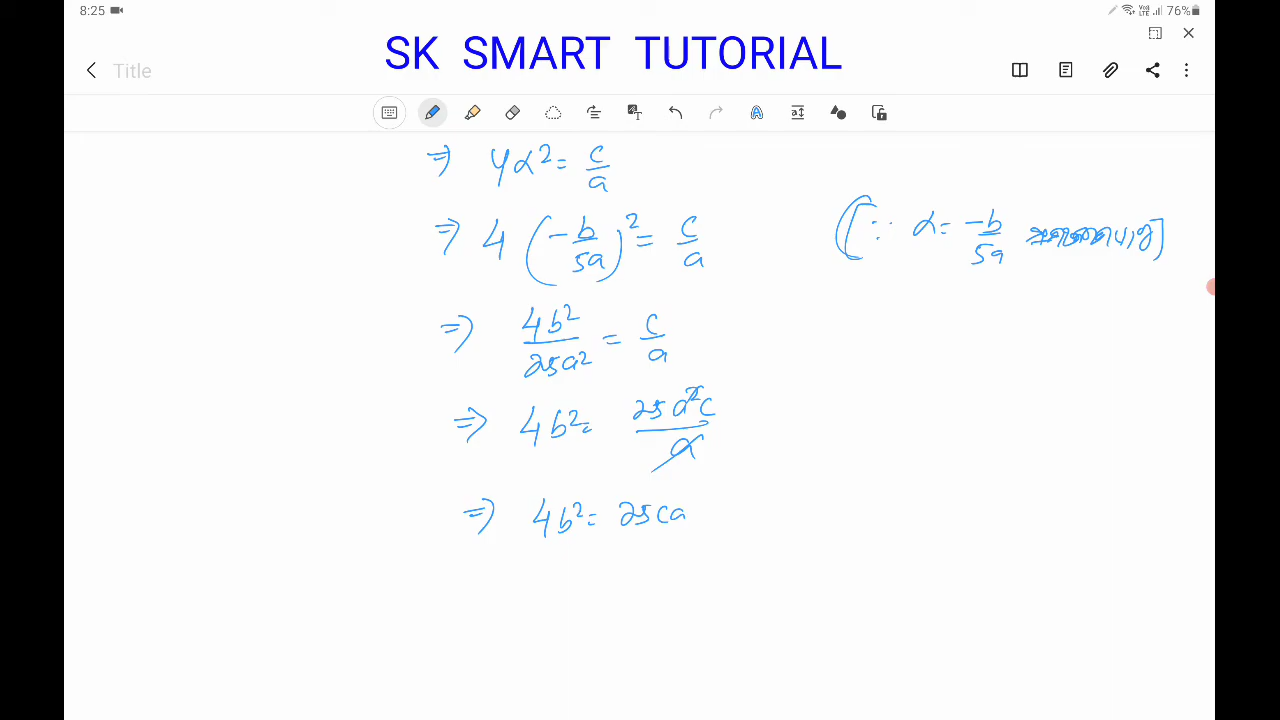 8:25 76%
SK SMART TUTORIAL
Title
⇒ 4α² = c/a
⇒ 4 (-b/5a)² = c/a [∵ α = -b/5a
⇒ 4b²/25a² = c/a
⇒ 4b² = 25a²c/a
⇒ 4b² = 25ca